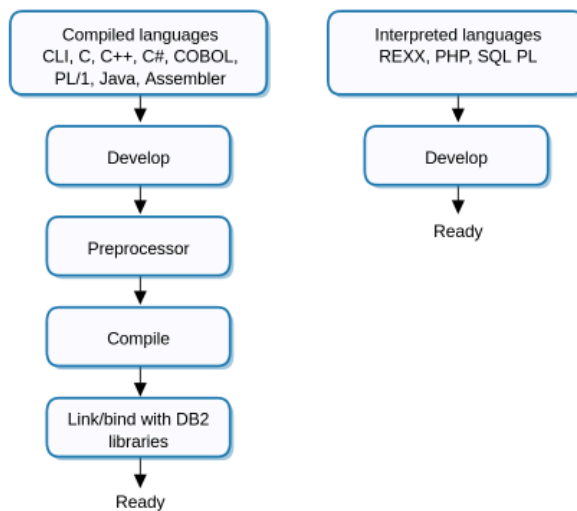 Compiled languages
CLI, C, C++, C#, COBOL,
PL/1, Java, Assembler
Develop
Preprocessor
Compile
Link/bind with DB2
libraries
Ready
Interpreted languages
REXX, PHP, SQL PL
Develop
Ready